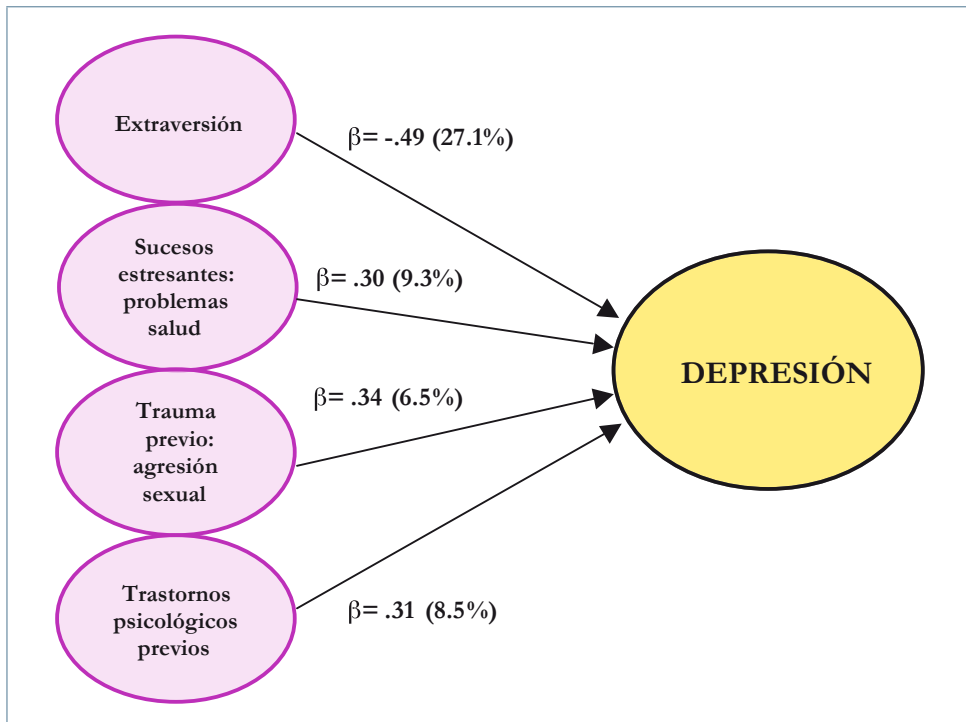 Extraversión
β= -.49 (27.1%)
Sucesos
estresantes:
problemas
salud
β= .30 (9.3%)
Trauma
previo:
agresión
sexual
β= .34 (6.5%)
Trastornos
psicológicos
previos
β= .31 (8.5%)
DEPRESIÓN